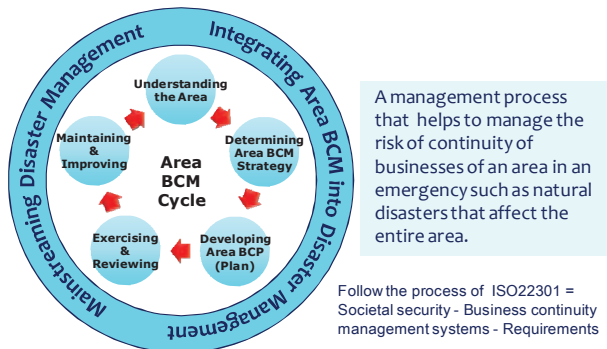 Mainstreaming Disaster Management
Integrating Area BCM into Disaster Management
Understanding
the Area
Determining
Area BCM
Strategy
Developing
Area BCP
(Plan)
Exercising
&
Reviewing
Maintaining
&
Improving
Area
BCM
Cycle
A management process
that helps to manage the
risk of continuity of
businesses of an area in an
emergency such as natural
disasters that affect the
entire area.
Follow the process of ISO22301 =
Societal security - Business continuity
management systems - Requirements